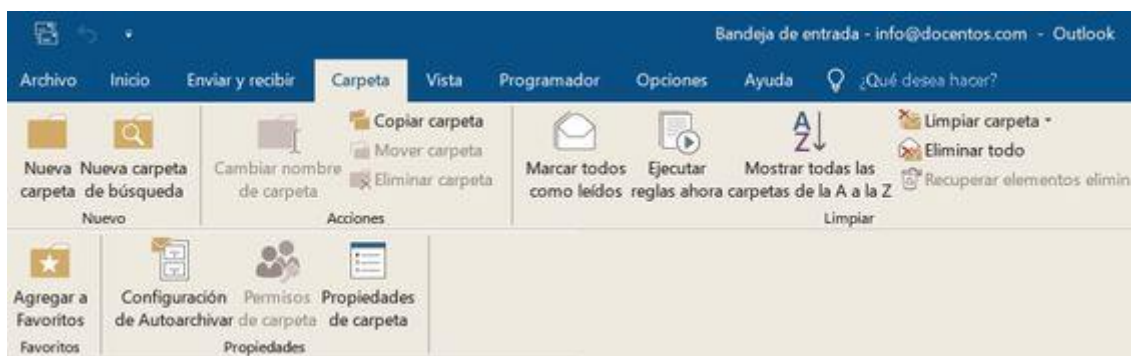 Bandeja de entrada - info@docentos.com - Outlook
Archivo Inicio Enviar y recibir Carpeta Vista Programador Opciones Ayuda ¿Qué desea hacer?
Nueva carpeta
Nueva carpeta de búsqueda
Nuevo
Cambiar nombre de carpeta
Copiar carpeta
Mover carpeta
Eliminar carpeta
Acciones
Marcar todos como leídos
Ejecutar reglas ahora
A
Z
Mostrar todas las carpetas de la A a la Z
Limpiar carpeta
Eliminar todo
Recuperar elementos elimin
Limpiar
Agregar a Favoritos
Favoritos
Configuración de Autoarchivar
Permisos de carpeta
Propiedades de carpeta
Propiedades